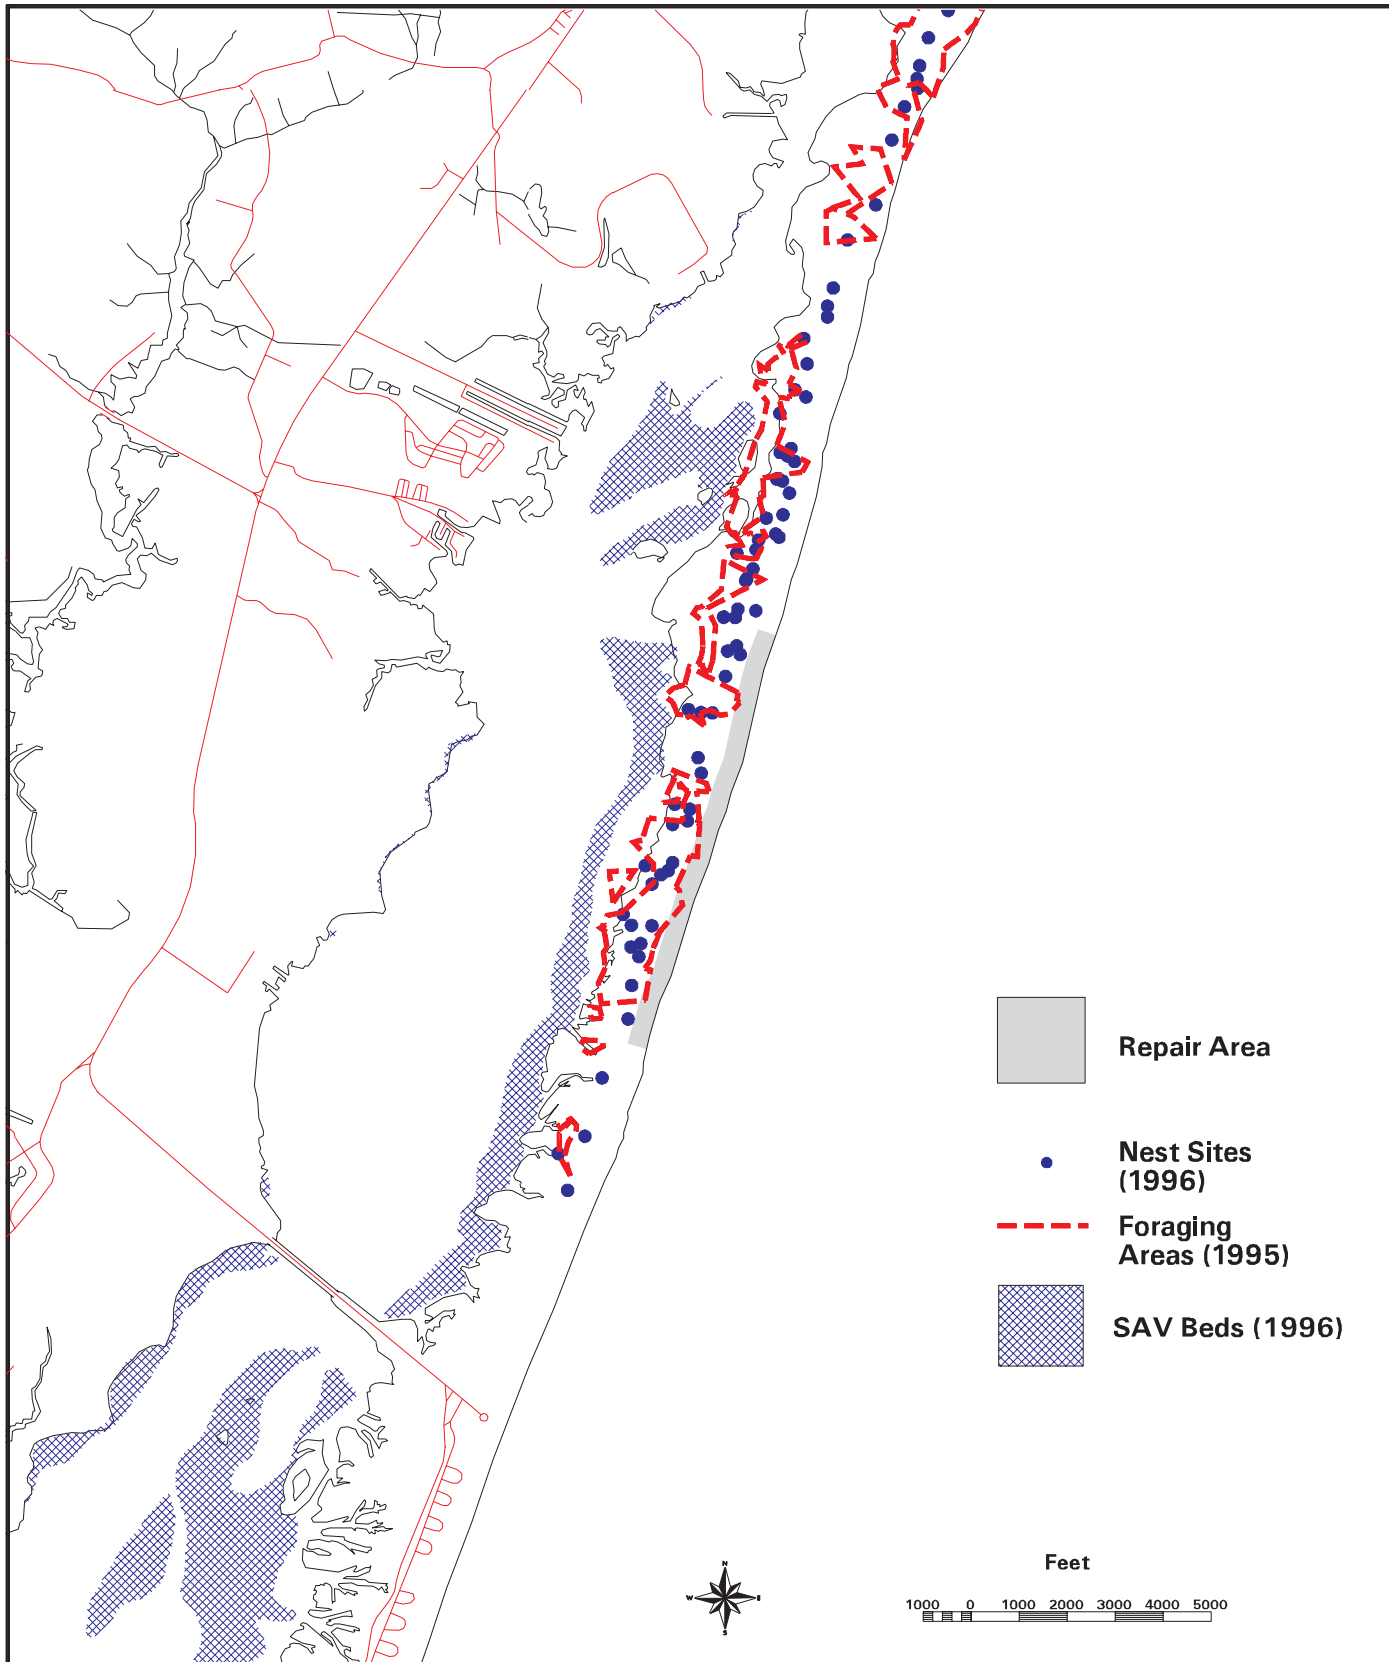 Repair Area
Nest Sites
(1996)
Foraging
Areas (1995)
SAV Beds (1996)
N
W
E
S
Feet
1000 0 1000 2000 3000 4000 5000